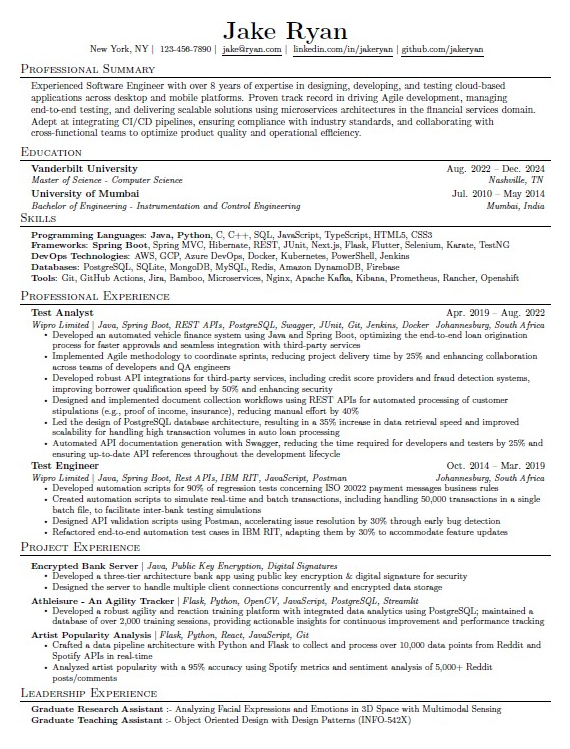 Jake Ryan
New York, NY | 123-456-7890 | jake@ryan.com | linkedin.com/in/jakeryan | github.com/jakeryan
Professional Summary
Experienced Software Engineer with over 8 years of expertise in designing, developing, and testing cloud-based
applications across desktop and mobile platforms. Proven track record in driving Agile development, managing
end-to-end testing, and delivering scalable solutions using microservices architectures in the financial services domain.
Adept at integrating CI/CD pipelines, ensuring compliance with industry standards, and collaborating with
cross-functional teams to optimize product quality and operational efficiency.
Education
Vanderbilt University Aug. 2022 – Dec. 2024
Master of Science - Computer Science Nashville, TN
University of Mumbai Jul. 2010 – May 2014
Bachelor of Engineering - Instrumentation and Control Engineering Mumbai, India
Skills
Programming Languages: Java, Python, C, C++, SQL, JavaScript, TypeScript, HTML5, CSS3
Frameworks: Spring Boot, Spring MVC, Hibernate, REST, JUnit, Next.js, Flask, Flutter, Selenium, Karate, TestNG
DevOps Technologies: AWS, GCP, Azure DevOps, Docker, Kubernetes, PowerShell, Jenkins
Databases: PostgreSQL, SQLite, MongoDB, MySQL, Redis, Amazon DynamoDB, Firebase
Tools: Git, GitHub Actions, Jira, Bamboo, Microservices, Nginx, Apache Kafka, Kibana, Prometheus, Rancher, Openshift
Professional Experience
Test Analyst Apr. 2019 – Aug. 2022
Wipro Limited | Java, Spring Boot, REST APIs, PostgreSQL, Swagger, JUnit, Git, Jenkins, Docker Johannesburg, South Africa
• Developed an automated vehicle finance system using Java and Spring Boot, optimizing the end-to-end loan origination
process for faster approvals and seamless integration with third-party services
• Implemented Agile methodology to coordinate sprints, reducing project delivery time by 25% and enhancing collaboration
across teams of developers and QA engineers
• Developed robust API integrations for third-party services, including credit score providers and fraud detection systems,
improving borrower qualification speed by 50% and enhancing security
• Designed and implemented document collection workflows using REST APIs for automated processing of customer
stipulations (e.g., proof of income, insurance), reducing manual effort by 40%
• Led the design of PostgreSQL database architecture, resulting in a 35% increase in data retrieval speed and improved
scalability for handling high transaction volumes in auto loan processing
• Automated API documentation generation with Swagger, reducing the time required for developers and testers by 25% and
ensuring up-to-date API references throughout the development lifecycle
Test Engineer Oct. 2014 – Mar. 2019
Wipro Limited | Java, Spring Boot, Rest APIs, IBM RIT, JavaScript, Postman Johannesburg, South Africa
• Developed automation scripts for 90% of regression tests concerning ISO 20022 payment messages business rules
• Created automation scripts to simulate real-time and batch transactions, including handling 50,000 transactions in a single
batch file, to facilitate inter-bank testing simulations
• Designed API validation scripts using Postman, accelerating issue resolution by 30% through early bug detection
• Refactored end-to-end automation test cases in IBM RIT, adapting them by 30% to accommodate feature updates
Project Experience
Encrypted Bank Server | Java, Public Key Encryption, Digital Signatures
• Developed a three-tier architecture bank app using public key encryption & digital signature for security
• Designed the server to handle multiple client connections concurrently and encrypted data storage
Athleisure - An Agility Tracker | Flask, Python, OpenCV, JavaScript, PostgreSQL, Streamlit
• Developed a robust agility and reaction training platform with integrated data analytics using PostgreSQL; maintained a
database of over 2,000 training sessions, providing actionable insights for continuous improvement and performance tracking
Artist Popularity Analysis | Flask, Python, React, JavaScript, Git
• Crafted a data pipeline architecture with Python and Flask to collect and process over 10,000 data points from Reddit and
Spotify APIs in real-time
• Analyzed artist popularity with a 95% accuracy using Spotify metrics and sentiment analysis of 5,000+ Reddit
posts/comments
Leadership Experience
Graduate Research Assistant :- Analyzing Facial Expressions and Emotions in 3D Space with Multimodal Sensing
Graduate Teaching Assistant :- Object Oriented Design with Design Patterns (INFO-542X)